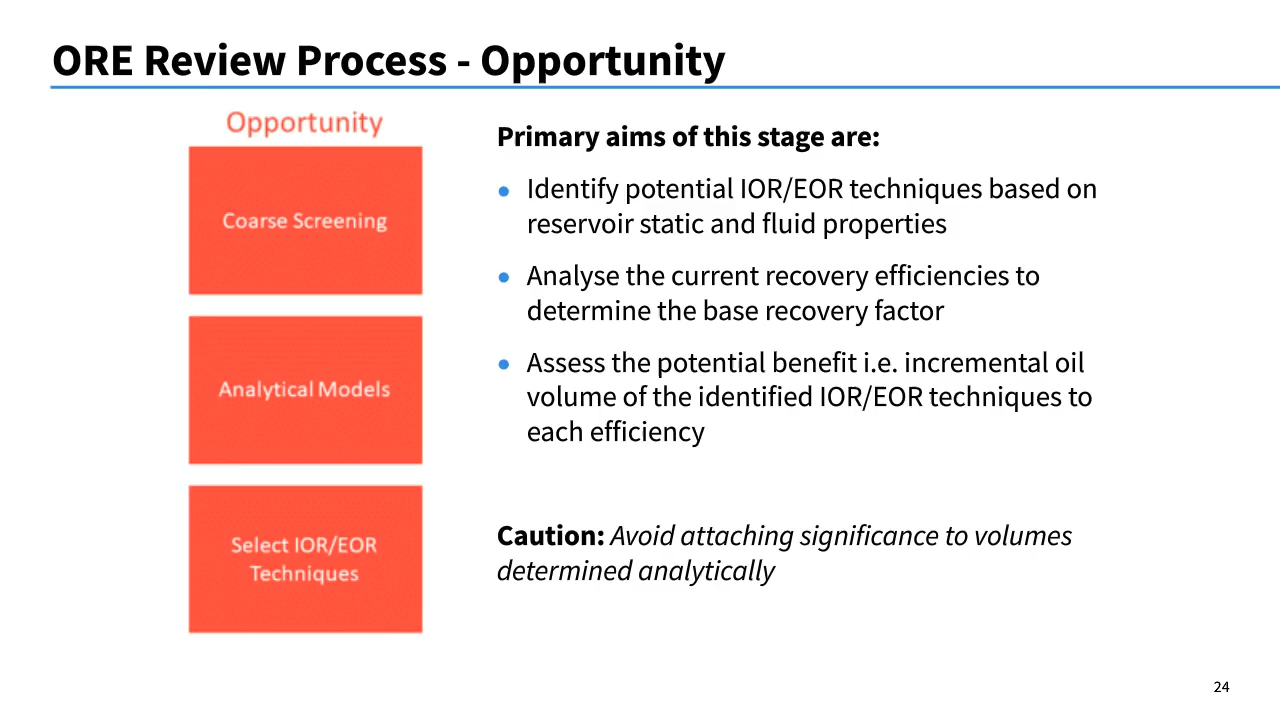 ORE Review Process - Opportunity
Opportunity
Coarse Screening
Analytical Models
Select IOR/EOR
Techniques
Primary aims of this stage are:
• Identify potential IOR/EOR techniques based on
reservoir static and fluid properties
• Analyse the current recovery efficiencies to
determine the base recovery factor
• Assess the potential benefit i.e. incremental oil
volume of the identified IOR/EOR techniques to
each efficiency
Caution: Avoid attaching significance to volumes
determined analytically
24